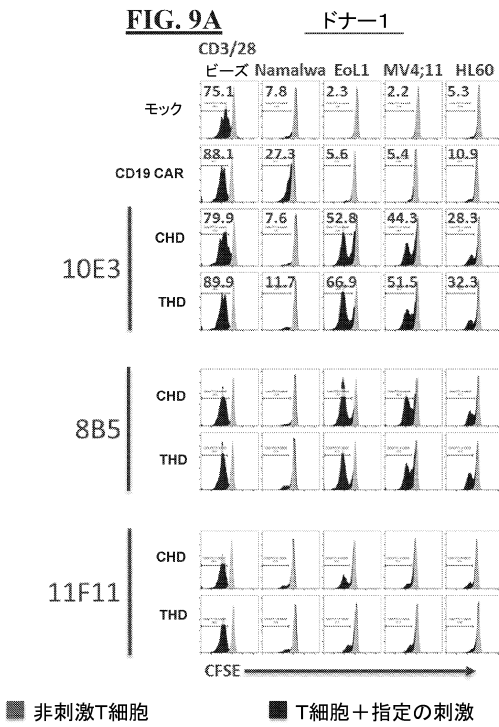 FIG. 9A
ドナー1
CD3/28
ビーズ Namalwa EoL1 MV4;11 HL60
モック
75.1 7.8 2.3 2.2 5.3
CD19 CAR
88.1 27.3 5.6 5.4 10.9
10E3
CHD
79.9 7.6 52.8 44.3 28.3
THD
89.9 11.7 66.9 51.5 32.3
8B5
CHD
THD
11F11
CHD
THD
CFSE
非刺激T細胞
T細胞+指定の刺激